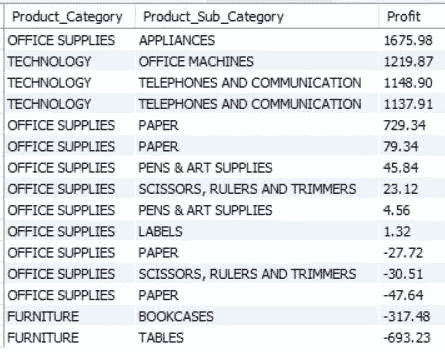 Product_Category Product_Sub_Category Profit
OFFICE SUPPLIES APPLIANCES 1675.98
TECHNOLOGY OFFICE MACHINES 1219.87
TECHNOLOGY TELEPHONES AND COMMUNICATION 1148.90
TECHNOLOGY TELEPHONES AND COMMUNICATION 1137.91
OFFICE SUPPLIES PAPER 729.34
OFFICE SUPPLIES PAPER 79.34
OFFICE SUPPLIES PENS & ART SUPPLIES 45.84
OFFICE SUPPLIES SCISSORS, RULERS AND TRIMMERS 23.12
OFFICE SUPPLIES PENS & ART SUPPLIES 4.56
OFFICE SUPPLIES LABELS 1.32
OFFICE SUPPLIES PAPER -27.72
OFFICE SUPPLIES SCISSORS, RULERS AND TRIMMERS -30.51
OFFICE SUPPLIES PAPER -47.64
FURNITURE BOOKCASES -317.48
FURNITURE TABLES -693.23